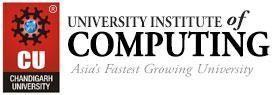 ®
CU
CHANDIGARH
UNIVERSITY
UNIVERSITY INSTITUTE of
COMPUTING
Asia's Fastest Growing University